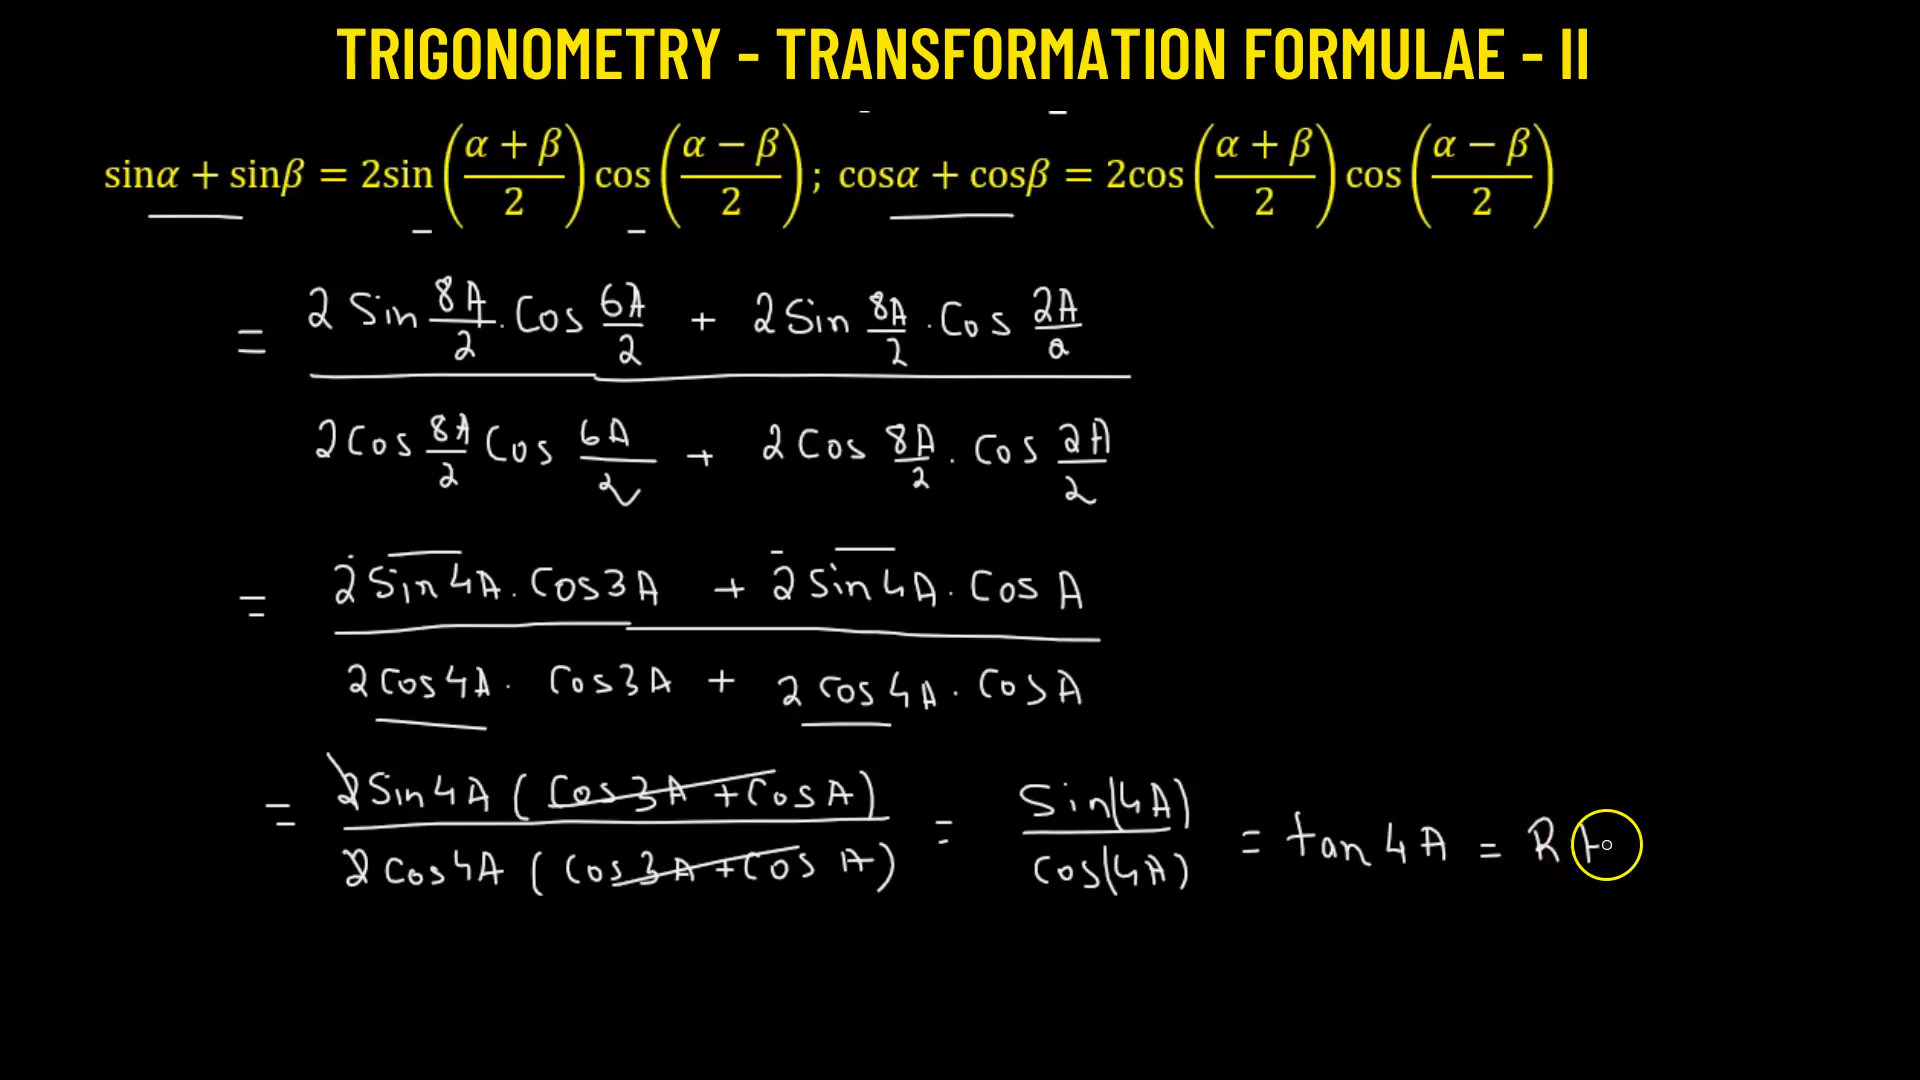 TRIGONOMETRY - TRANSFORMATION FORMULAE - II
sinα + sinβ = 2sin((α + β)/2) cos((α − β)/2); cosα + cosβ = 2cos((α + β)/2) cos((α − β)/2)
= (2 Sin 8A/2 . Cos 6A/2 + 2 Sin 8A/2 . Cos 2A/2) / (2 Cos 8A/2 Cos 6A/2 + 2 Cos 8A/2 . Cos 2A/2)
= (2 Sin 4A . Cos 3A + 2 Sin 4A . Cos A) / (2 Cos 4A . Cos 3A + 2 Cos 4A . Cos A)
= 2 Sin 4A (Cos 3A + Cos A) / 2 Cos 4A (Cos 3A + Cos A) = Sin(4A) / Cos(4A) = tan 4A = R